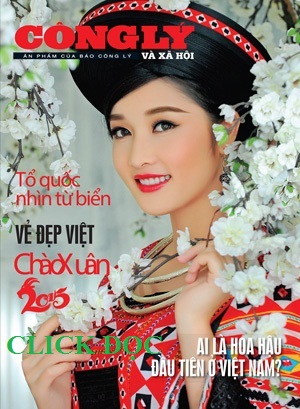 CÔNG LÝ
VÀ XÃ HỘI
ẤN PHẨM CỦA BÁO CÔNG LÝ
Tổ quốc
nhìn từ biển
VẺ ĐẸP VIỆT
Chào Xuân
2015
CLICK ĐỌC
AI LÀ HOA HẬU
ĐẦU TIÊN Ở VIỆT NAM?